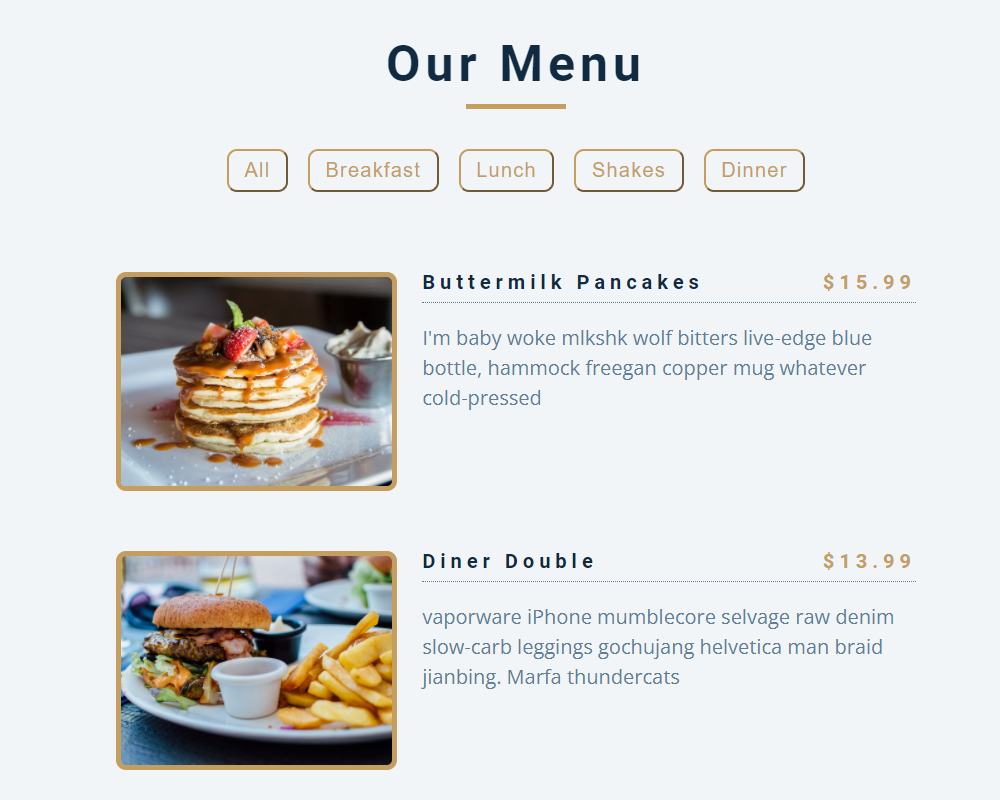 Our Menu
All Breakfast Lunch Shakes Dinner
Buttermilk Pancakes $15.99
I'm baby woke mlkshk wolf bitters live-edge blue
bottle, hammock freegan copper mug whatever
cold-pressed
Diner Double $13.99
vaporware iPhone mumblecore selvage raw denim
slow-carb leggings gochujang helvetica man braid
jianbing. Marfa thundercats